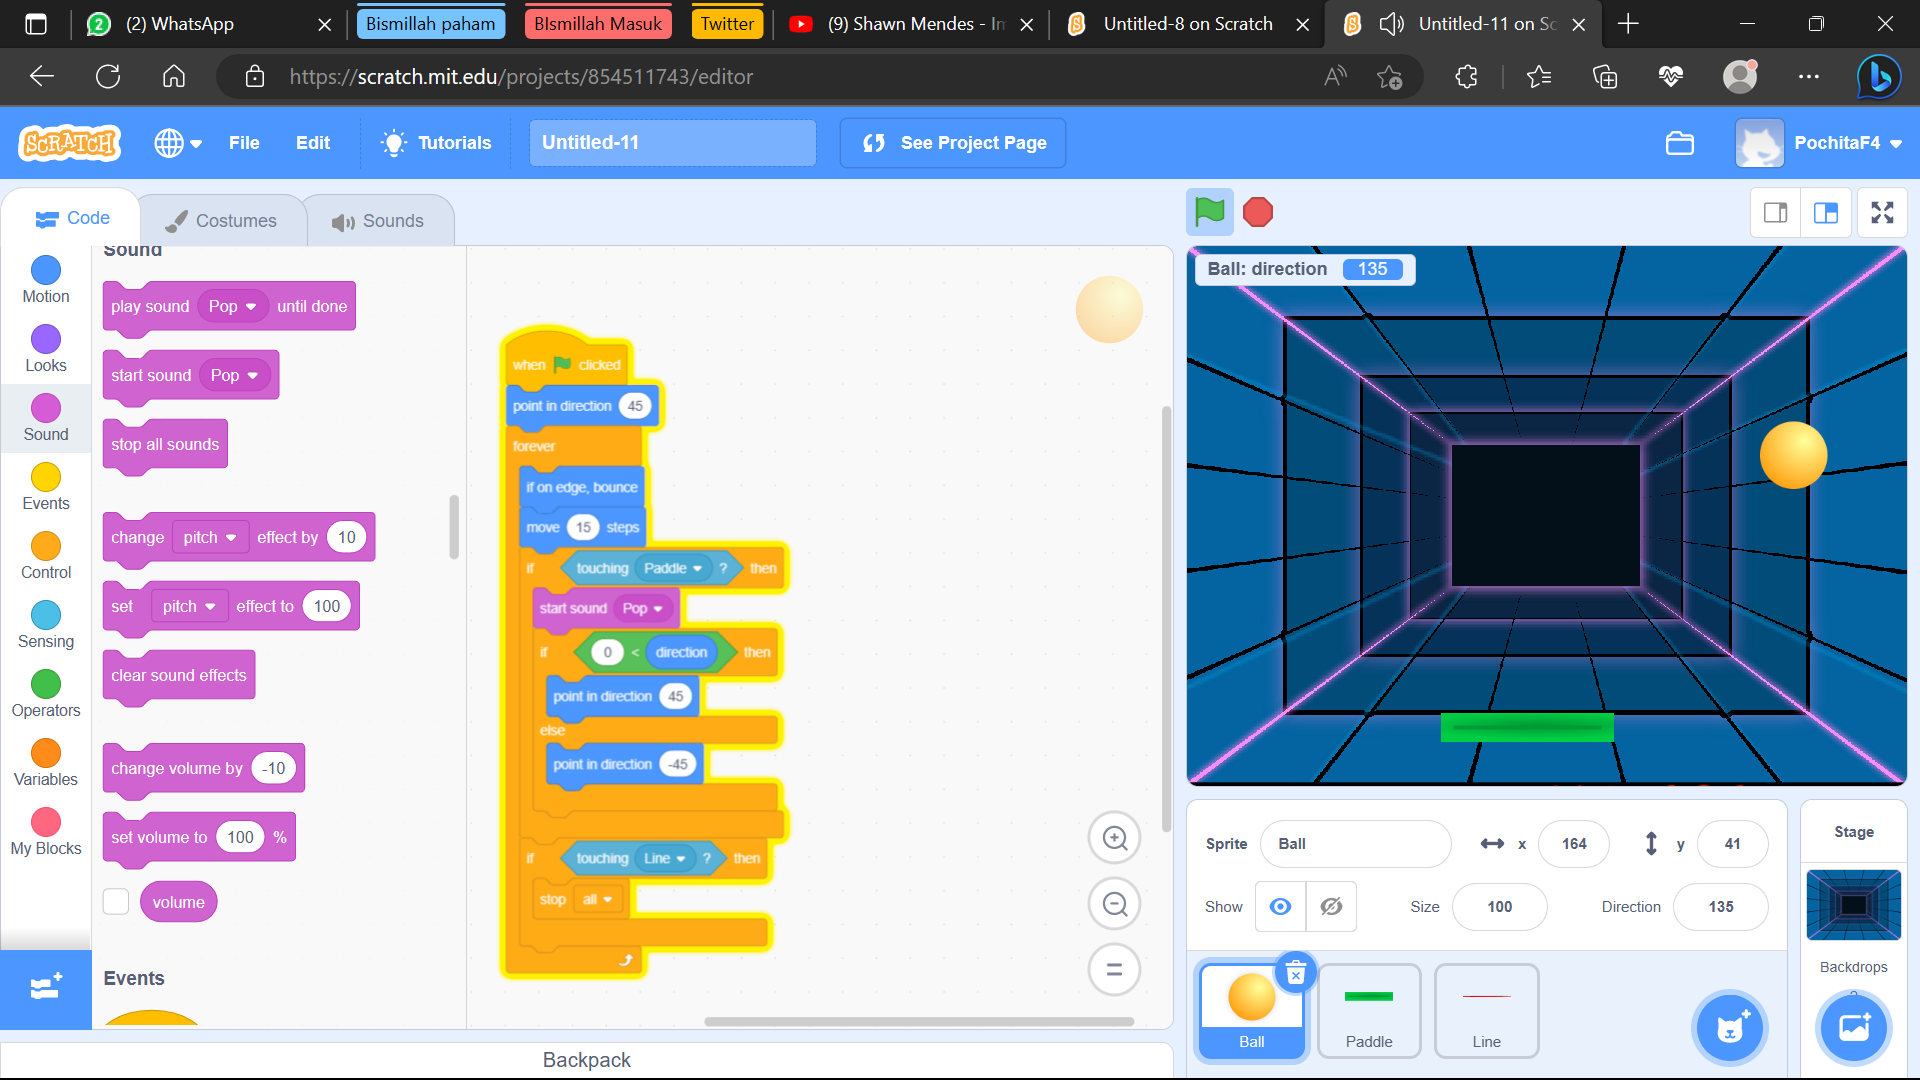 (2) WhatsApp
Bismillah paham
BIsmillah Masuk
Twitter
(9) Shawn Mendes - In
Untitled-8 on Scratch
Untitled-11 on Sc
https://scratch.mit.edu/projects/854511743/editor
SCRATCH
File
Edit
Tutorials
Untitled-11
See Project Page
PochitaF4
Code
Costumes
Sounds
Motion
Looks
Sound
Events
Control
Sensing
Operators
Variables
My Blocks
Sound
play sound Pop until done
start sound Pop
stop all sounds
change pitch effect by 10
set pitch effect to 100
clear sound effects
change volume by -10
set volume to 100 %
volume
Events
when clicked
point in direction 45
forever
if on edge, bounce
move 15 steps
if touching Paddle ? then
start sound Pop
if 0 < direction then
point in direction 45
else
point in direction -45
if touching Line ? then
stop all
Backpack
Ball: direction 135
Sprite Ball x 164 y 41
Show Size 100 Direction 135
Ball
Paddle
Line
Stage
Backdrops